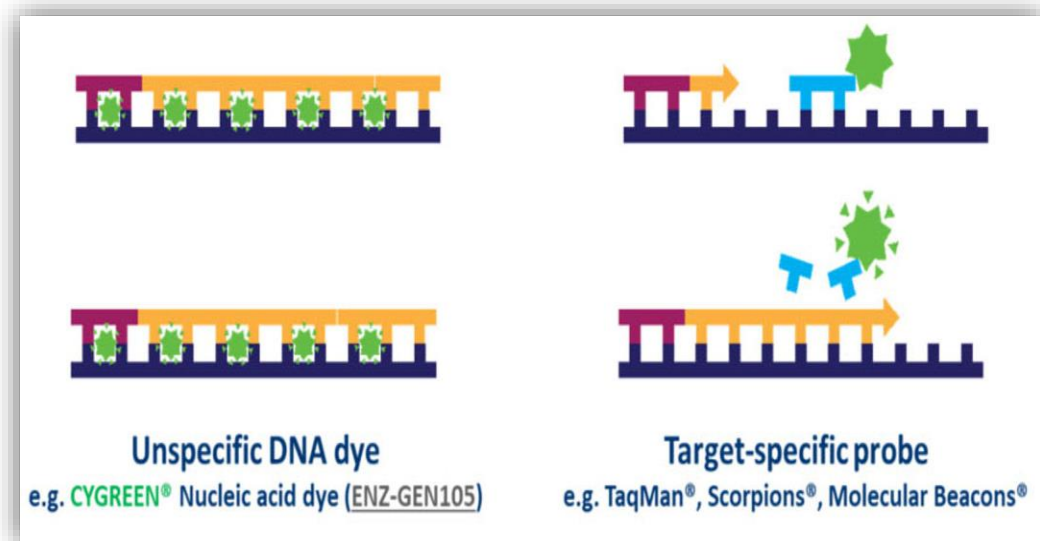 Unspecific DNA dye
e.g. CYGREEN® Nucleic acid dye (ENZ-GEN105)
Target-specific probe
e.g. TaqMan®, Scorpions®, Molecular Beacons®